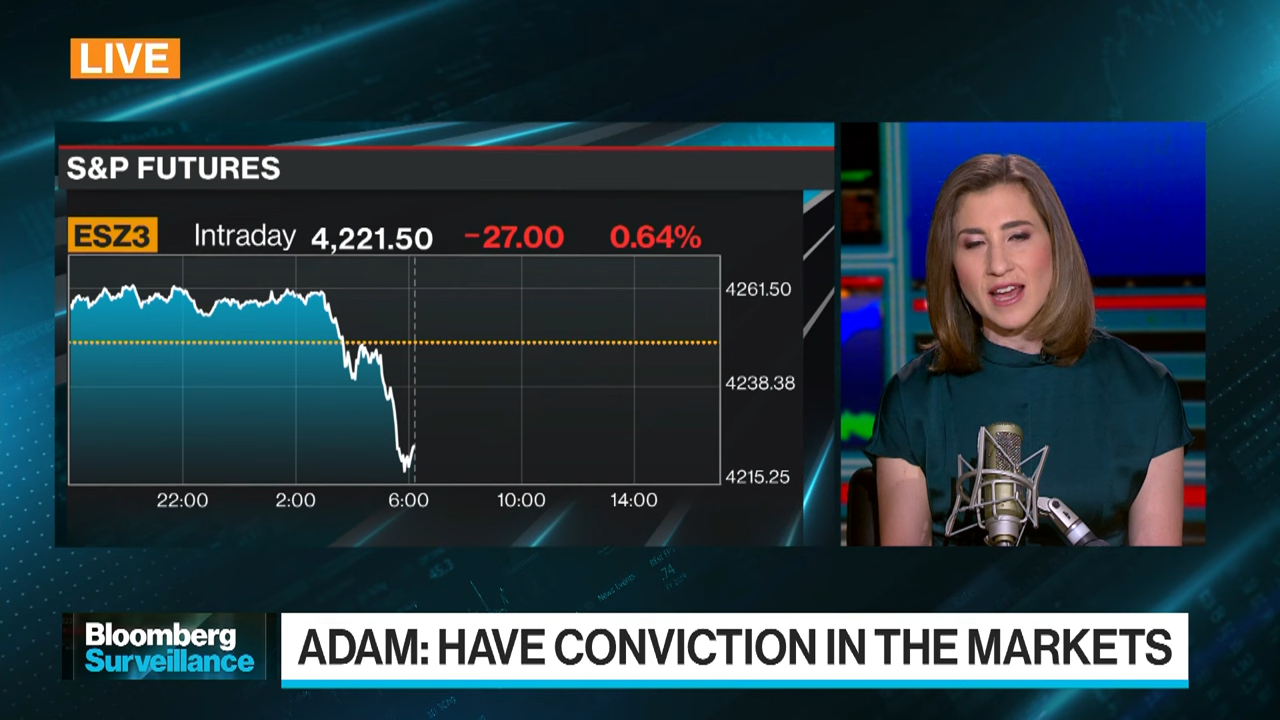 LIVE
S&P FUTURES
ESZ3 Intraday 4,221.50 −27.00 0.64%
4261.50
4238.38
4215.25
22:00 2:00 6:00 10:00 14:00
Bloomberg
Surveillance
ADAM: HAVE CONVICTION IN THE MARKETS